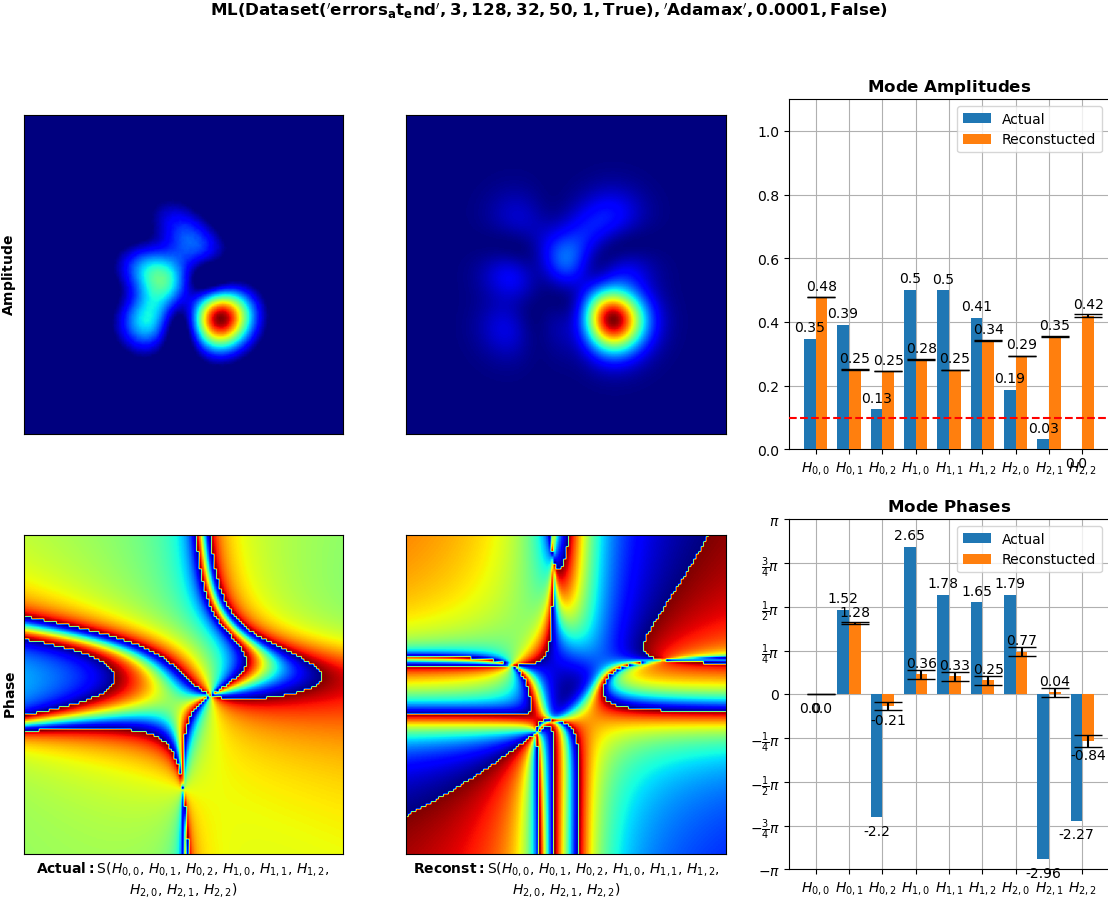 ML(Dataset('errors_at_end', 3, 128, 32, 50, 1, True), 'Adamax', 0.0001, False)
Amplitude
Mode Amplitudes
Actual
Reconstucted
1.0
0.8
0.6
0.4
0.2
0.0
0.35 0.39 0.13 0.5 0.5 0.41 0.19 0.03 0.0
0.48 0.25 0.25 0.28 0.25 0.34 0.29 0.35 0.42
H0,0 H0,1 H0,2 H1,0 H1,1 H1,2 H2,0 H2,1 H2,2
Phase
Actual: S(H0,0, H0,1, H0,2, H1,0, H1,1, H1,2,
H2,0, H2,1, H2,2)
Reconst: S(H0,0, H0,1, H0,2, H1,0, H1,1, H1,2,
H2,0, H2,1, H2,2)
Mode Phases
Actual
Reconstucted
π
3/4π
1/2π
1/4π
0
−1/4π
−1/2π
−3/4π
−π
0.0 1.52 -2.2 2.65 1.78 1.65 1.79 -2.96 -2.27
0.0 1.28 -0.21 0.36 0.33 0.25 0.77 0.04 -0.84
H0,0 H0,1 H0,2 H1,0 H1,1 H1,2 H2,0 H2,1 H2,2